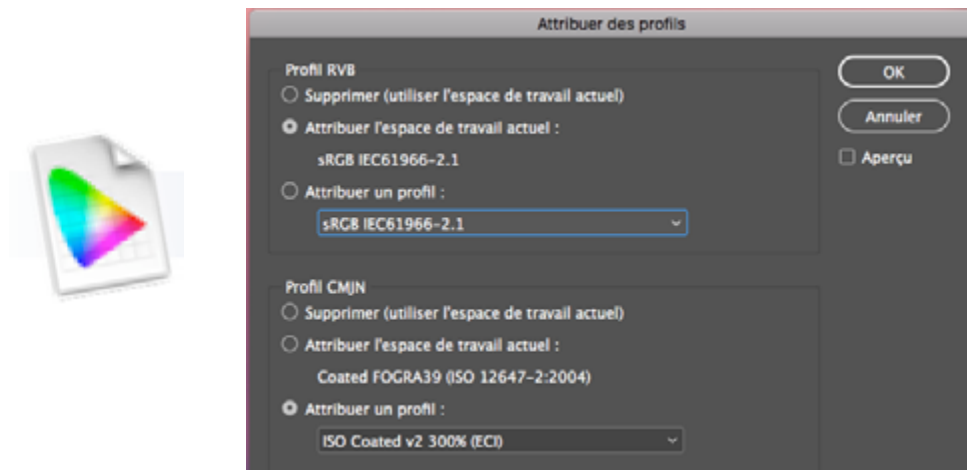 Attribuer des profils
Profil RVB
Supprimer (utiliser l'espace de travail actuel)
Attribuer l'espace de travail actuel :
sRGB IEC61966-2.1
Attribuer un profil :
sRGB IEC61966-2.1
OK
Annuler
Aperçu
Profil CMJN
Supprimer (utiliser l'espace de travail actuel)
Attribuer l'espace de travail actuel :
Coated FOGRA39 (ISO 12647-2:2004)
Attribuer un profil :
ISO Coated v2 300% (ECI)